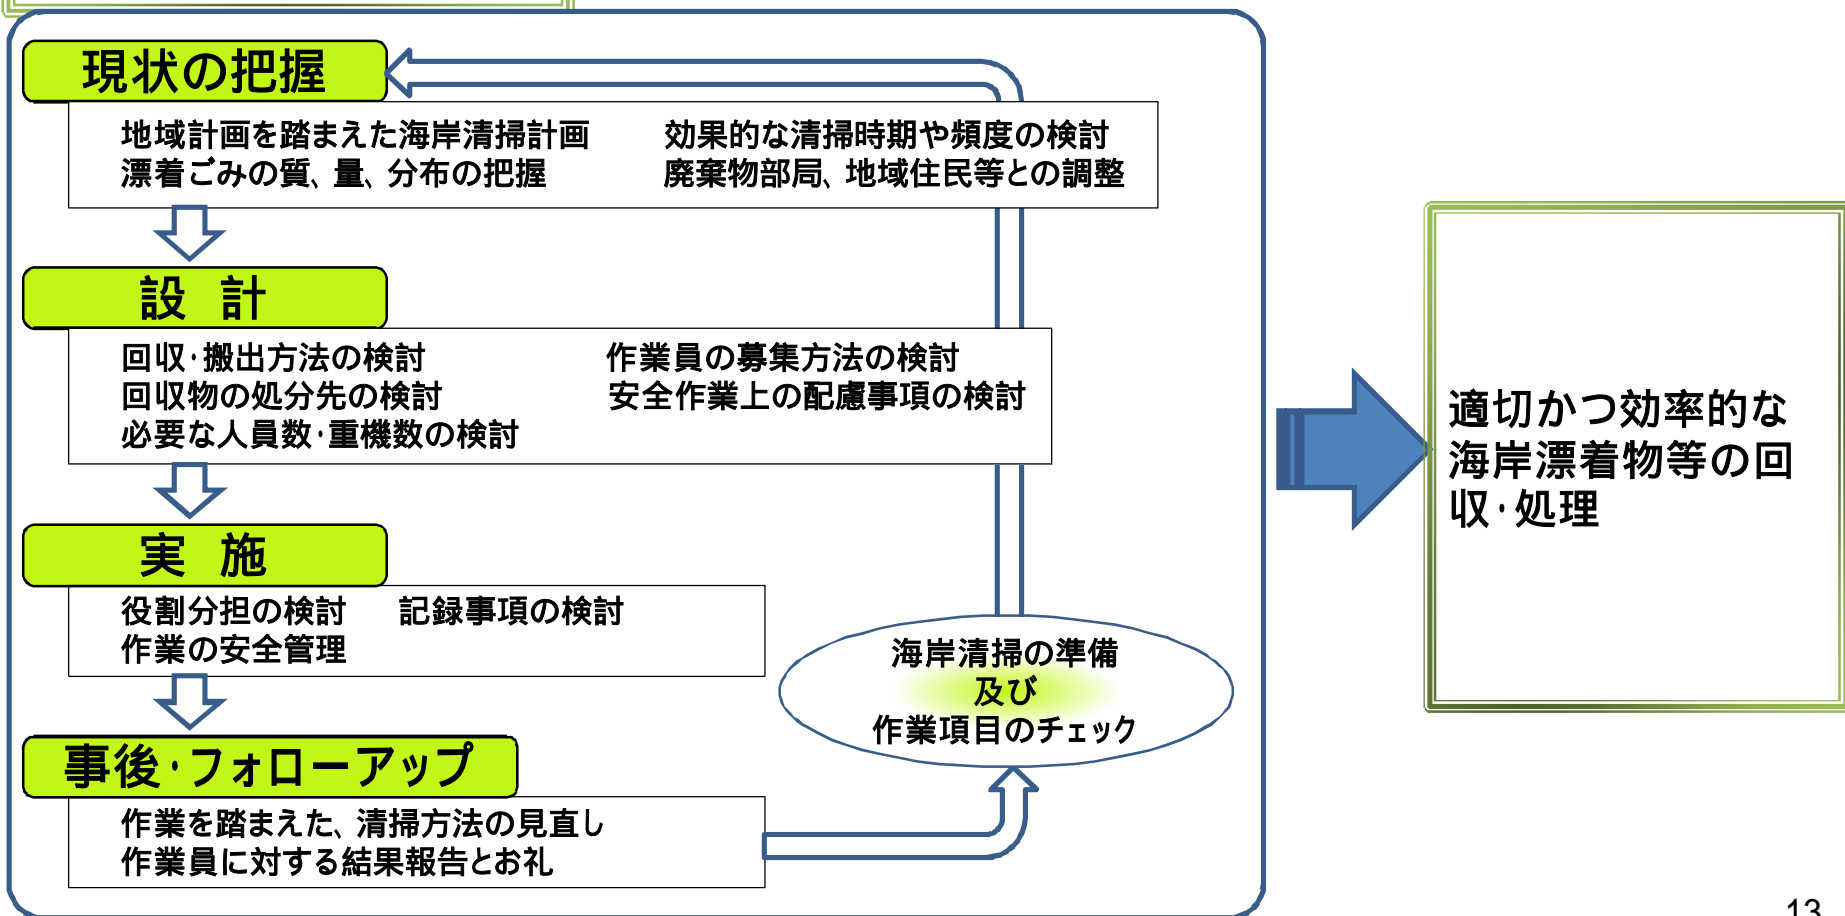 現状の把握
地域計画を踏まえた海岸清掃計画　　効果的な清掃時期や頻度の検討
漂着ごみの質、量、分布の把握　　廃棄物部局、地域住民等との調整
設　計
回収・搬出方法の検討　　作業員の募集方法の検討
回収物の処分先の検討　　安全作業上の配慮事項の検討
必要な人員数・重機数の検討
実　施
役割分担の検討　　記録事項の検討
作業の安全管理
事後・フォローアップ
作業を踏まえた、清掃方法の見直し
作業員に対する結果報告とお礼
海岸清掃の準備
及び
作業項目のチェック
適切かつ効率的な
海岸漂着物等の回
収・処理
13